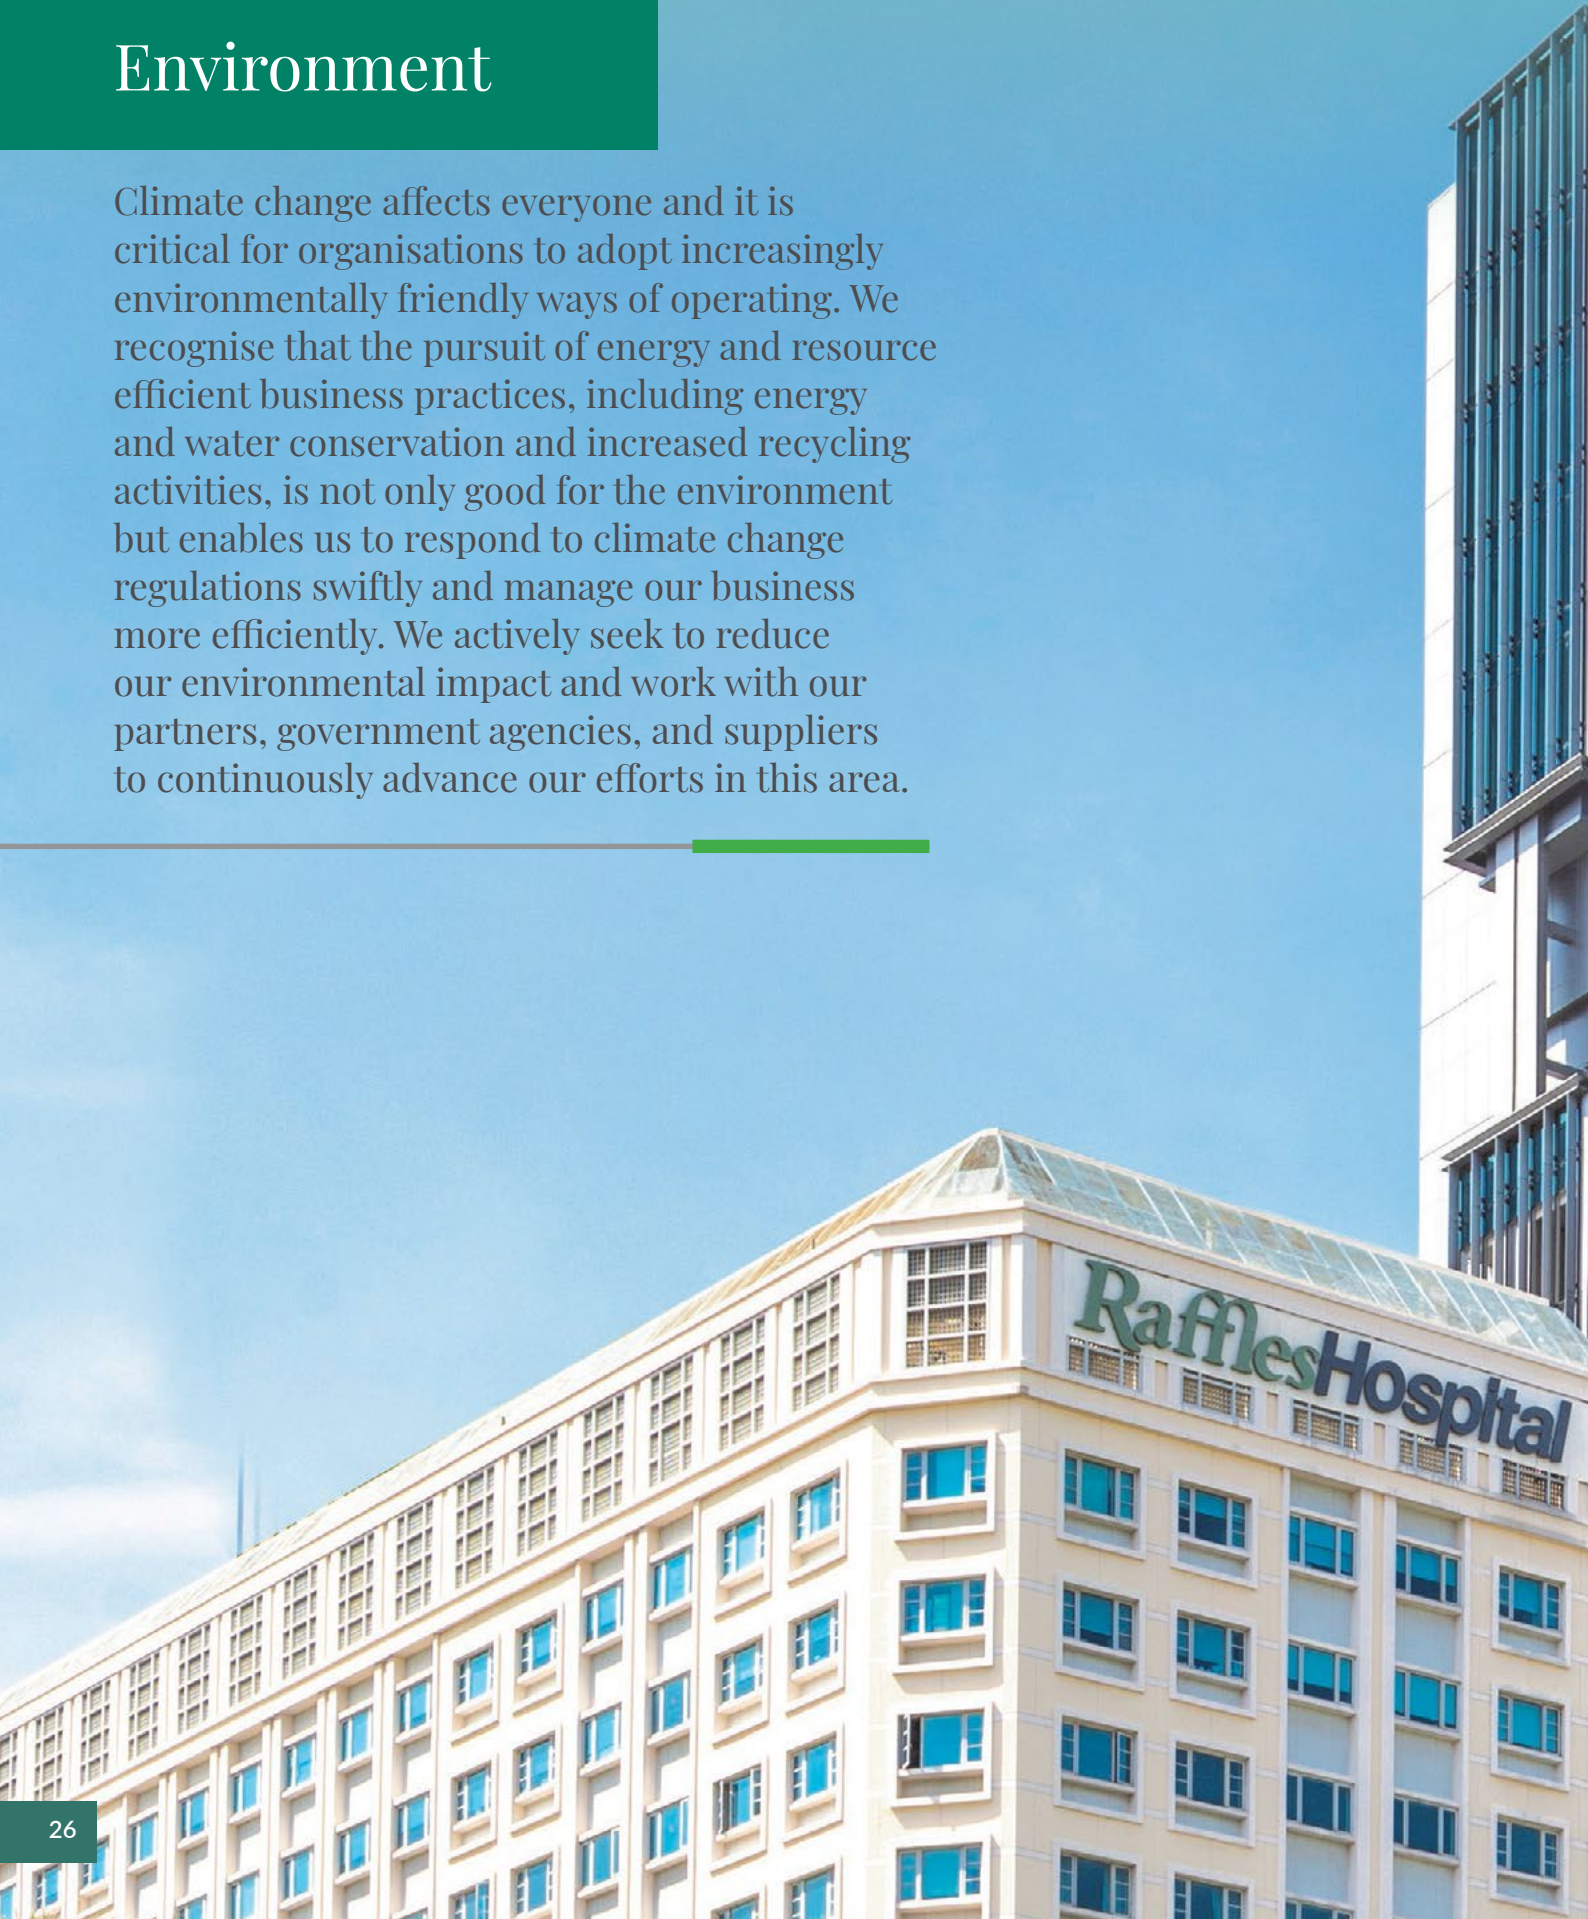 Environment
Climate change affects everyone and it is
critical for organisations to adopt increasingly
environmentally friendly ways of operating. We
recognise that the pursuit of energy and resource
efficient business practices, including energy
and water conservation and increased recycling
activities, is not only good for the environment
but enables us to respond to climate change
regulations swiftly and manage our business
more efficiently. We actively seek to reduce
our environmental impact and work with our
partners, government agencies, and suppliers
to continuously advance our efforts in this area.
RafflesHospital
26